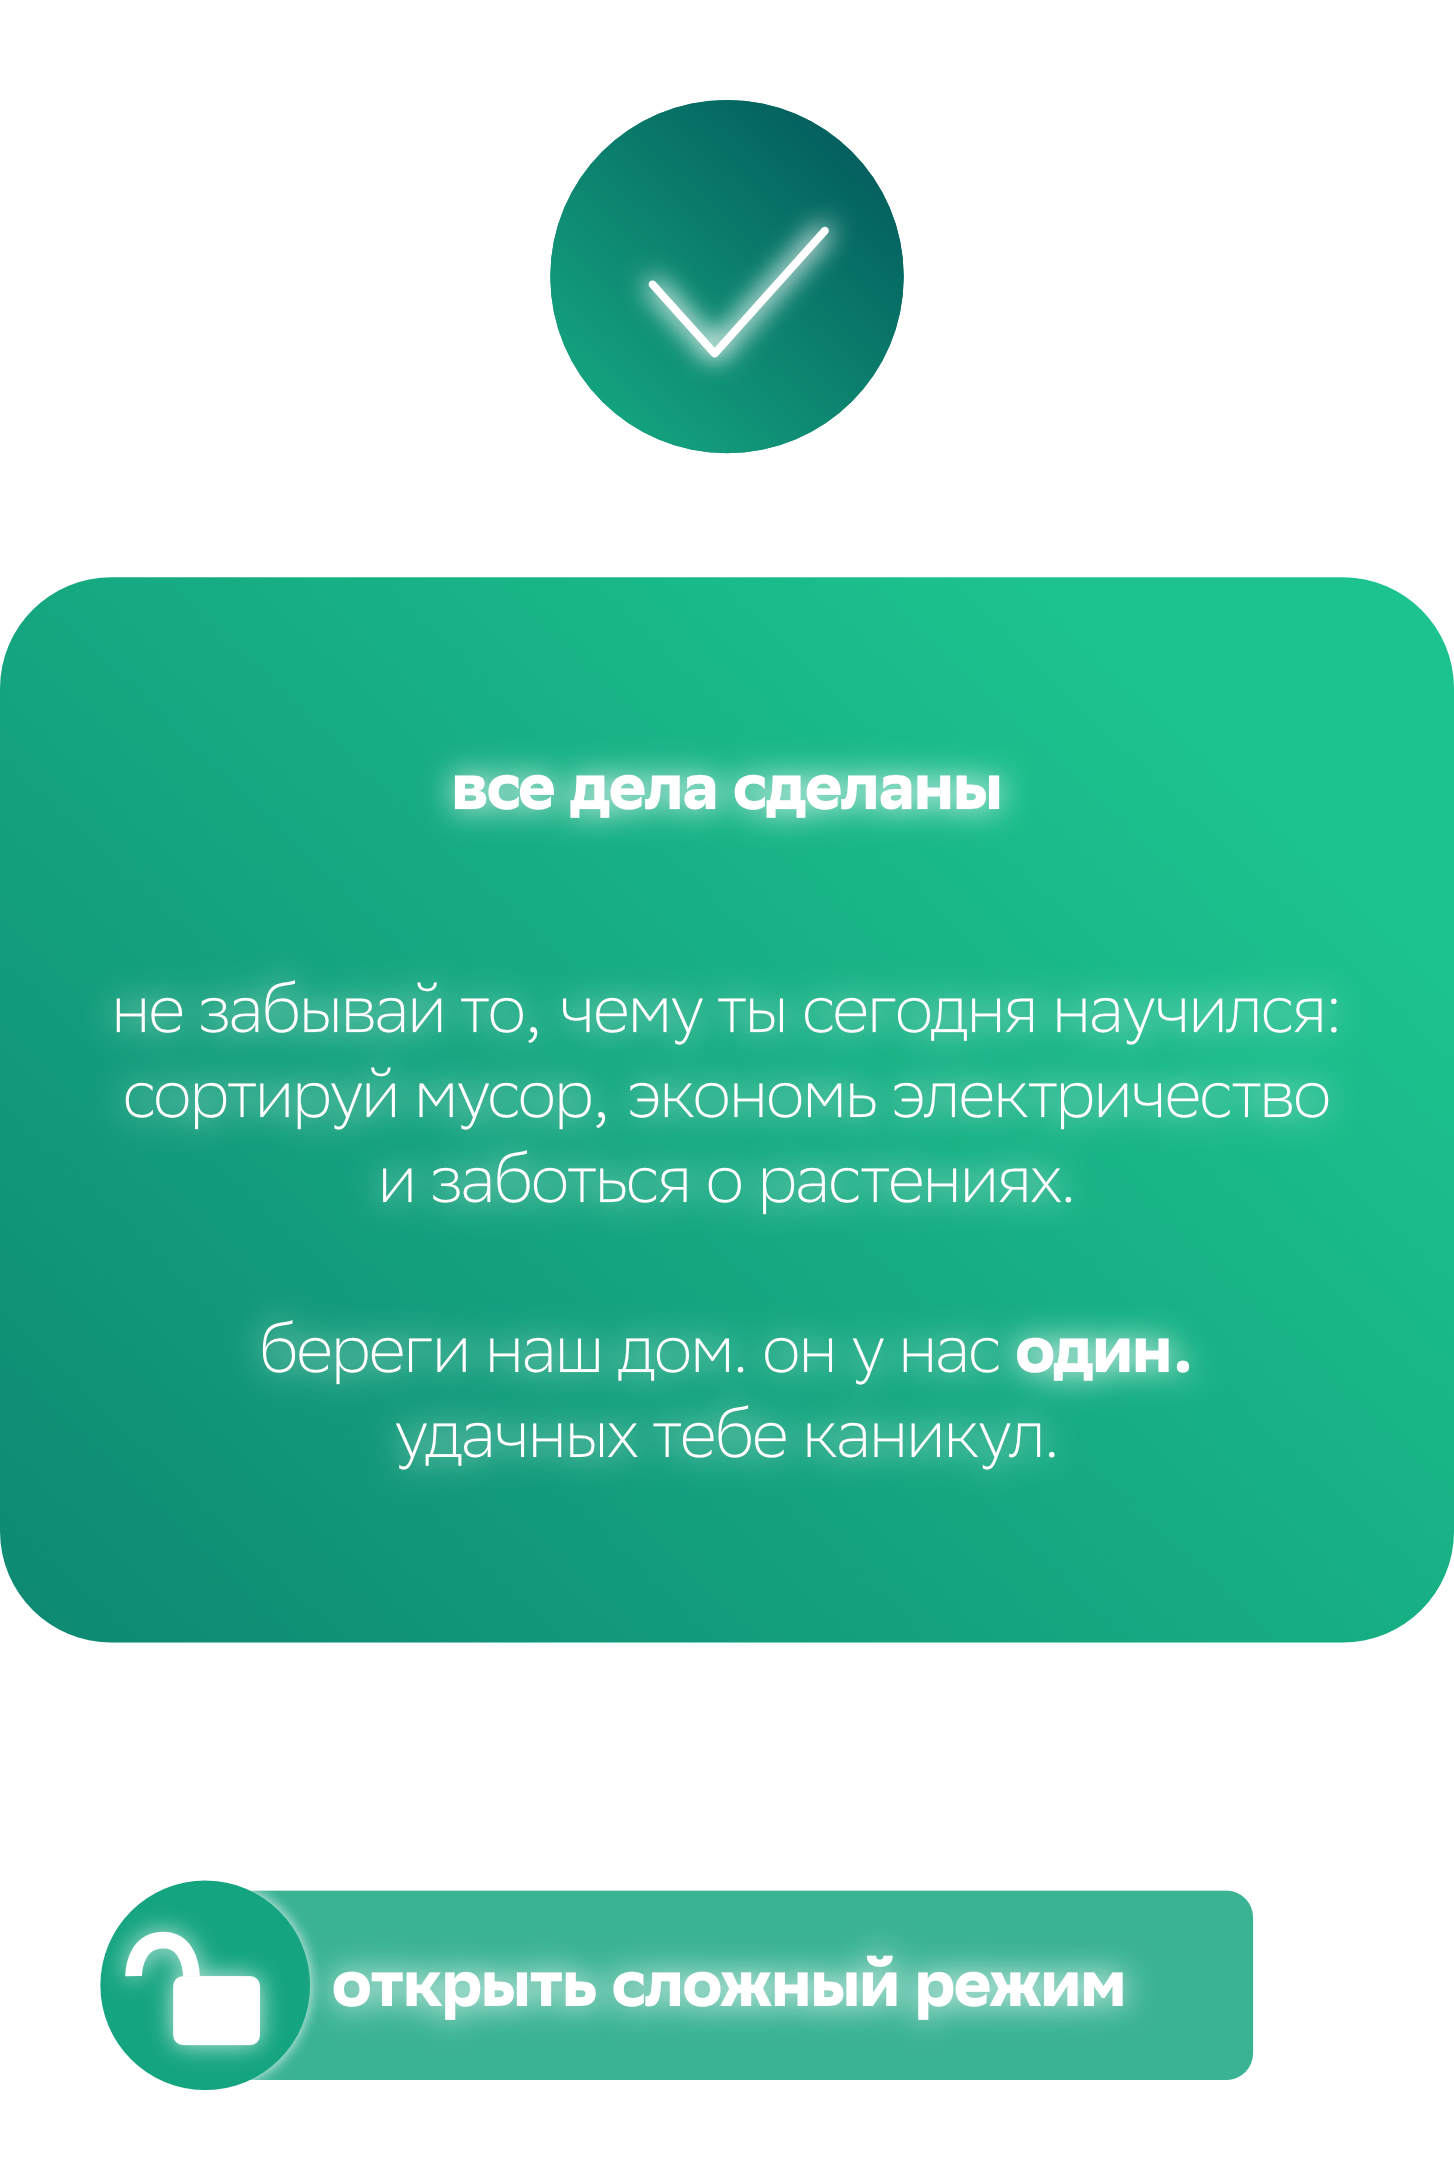 все дела сделаны
не забывай то, чему ты сегодня научился:
сортируй мусор, экономь электричество
и заботься о растениях.
береги наш дом. он у нас один.
удачных тебе каникул.
открыть сложный режим